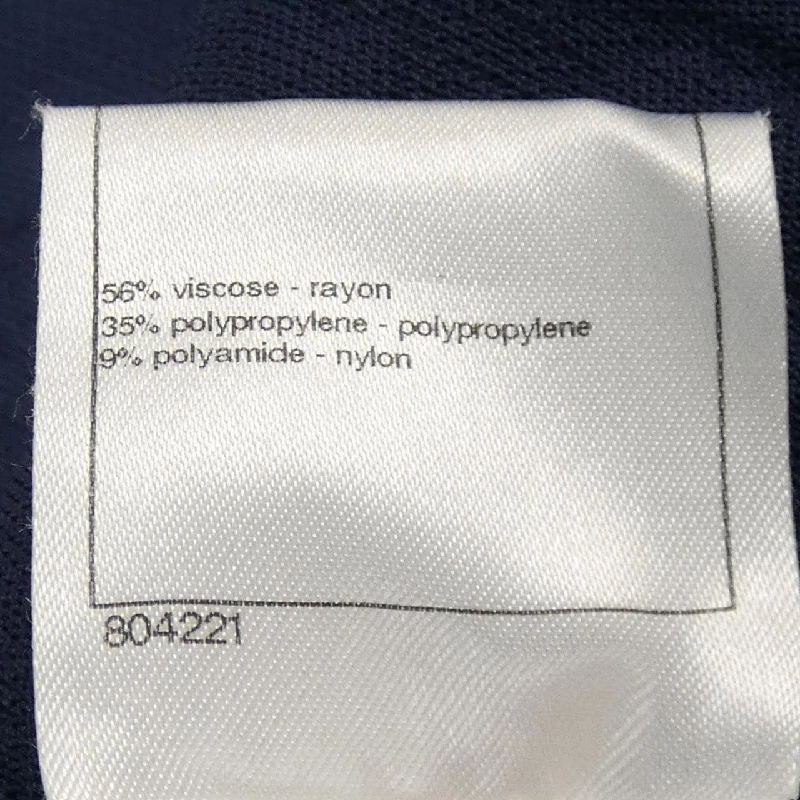 56% viscose - rayon
35% polypropylene - polypropylene
9% polyamide - nylon
804221